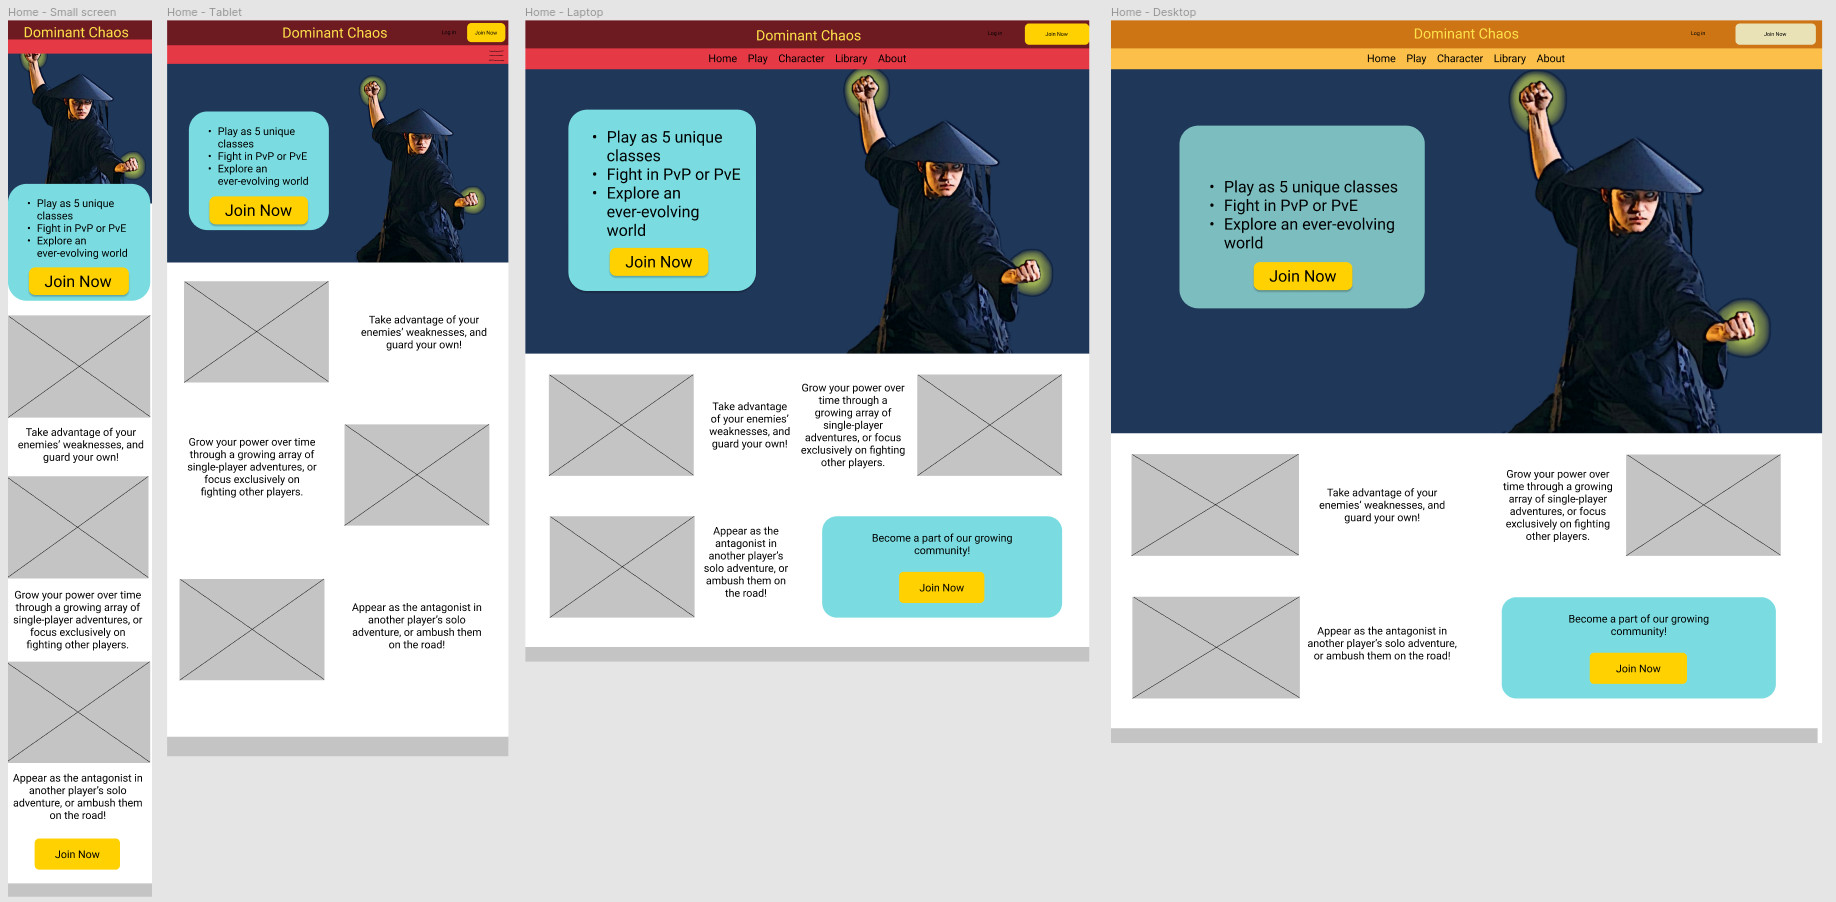 Home - Small screen
Dominant Chaos
• Play as 5 unique
classes
• Fight in PvP or PvE
• Explore an
ever-evolving world
Join Now
Take advantage of your
enemies’ weaknesses, and
guard your own!
Grow your power over time
through a growing array of
single-player adventures, or
focus exclusively on
fighting other players.
Appear as the antagonist in
another player’s solo
adventure, or ambush them
on the road!
Join Now
Home - Tablet
Dominant Chaos
Log in
Join Now
• Play as 5 unique
classes
• Fight in PvP or PvE
• Explore an
ever-evolving world
Join Now
Take advantage of your
enemies’ weaknesses, and
guard your own!
Grow your power over time
through a growing array of
single-player adventures, or
focus exclusively on
fighting other players.
Appear as the antagonist in
another player’s solo
adventure, or ambush them
on the road!
Home - Laptop
Dominant Chaos
Log in
Join Now
Home Play Character Library About
• Play as 5 unique
classes
• Fight in PvP or PvE
• Explore an
ever-evolving
world
Join Now
Take advantage
of your enemies’
weaknesses, and
guard your own!
Grow your power over
time through a
growing array of
single-player
adventures, or focus
exclusively on fighting
other players.
Appear as the
antagonist in
another player’s
solo adventure, or
ambush them on
the road!
Become a part of our growing
community!
Join Now
Home - Desktop
Dominant Chaos
Log in
Join Now
Home Play Character Library About
• Play as 5 unique classes
• Fight in PvP or PvE
• Explore an ever-evolving
world
Join Now
Take advantage of your
enemies’ weaknesses, and
guard your own!
Grow your power over
time through a growing
array of single-player
adventures, or focus
exclusively on fighting
other players.
Appear as the antagonist in
another player’s solo adventure,
or ambush them on the road!
Become a part of our growing
community!
Join Now